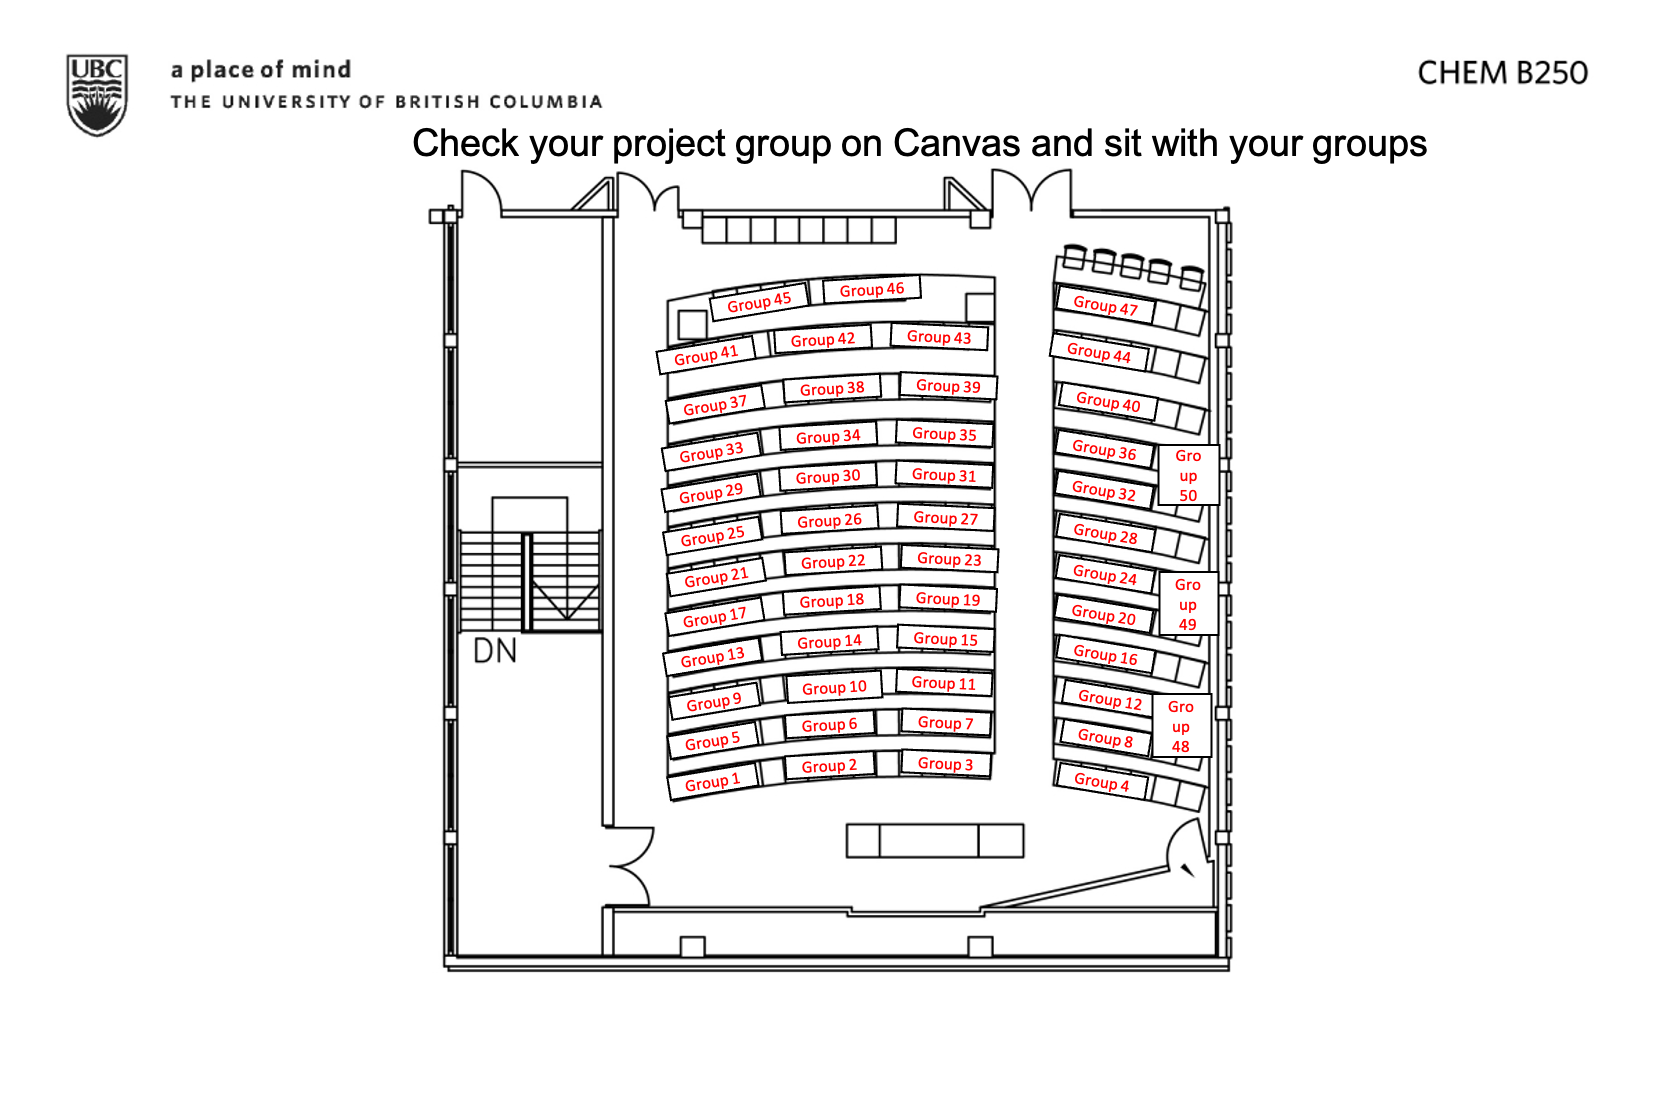 UBC
a place of mind
THE UNIVERSITY OF BRITISH COLUMBIA
CHEM B250
Check your project group on Canvas and sit with your groups
Group 45
Group 46
Group 47
Group 41
Group 42
Group 43
Group 44
Group 37
Group 38
Group 39
Group 40
Group 33
Group 34
Group 35
Group 36
Gro
up
50
Group 29
Group 30
Group 31
Group 32
Group 25
Group 26
Group 27
Group 28
Group 21
Group 22
Group 23
Group 24
Gro
up
49
Group 17
Group 18
Group 19
Group 20
DN
Group 13
Group 14
Group 15
Group 16
Group 9
Group 10
Group 11
Group 12
Gro
up
48
Group 5
Group 6
Group 7
Group 8
Group 1
Group 2
Group 3
Group 4